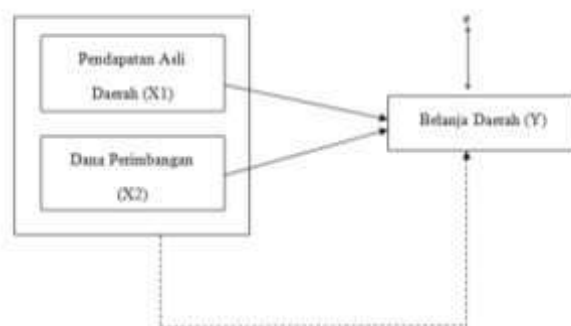 Pendapatan Asli
Daerah (X1)
Dana Perimbangan
(X2)
Belanja Daerah (Y)